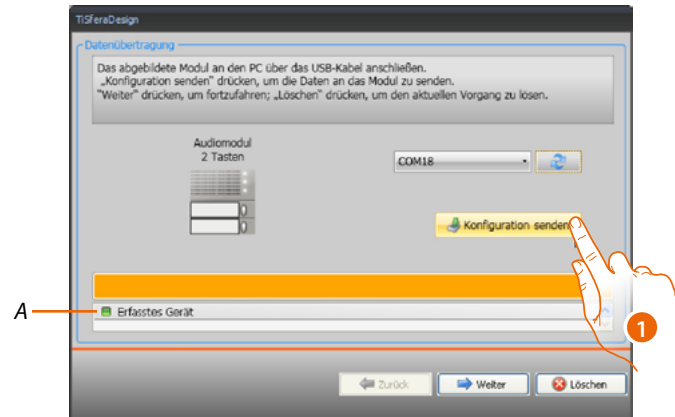 TiSferaDesign
Datenübertragung
Das abgebildete Modul an den PC über das USB-Kabel anschließen.
„Konfiguration senden" drücken, um die Daten an das Modul zu senden.
"Weiter" drücken, um fortzufahren; „Löschen" drücken, um den aktuellen Vorgang zu lösen.
Audiomodul
2 Tasten
COM18
Konfiguration senden
A
Erfasstes Gerät
1
Zurück
Weiter
Löschen